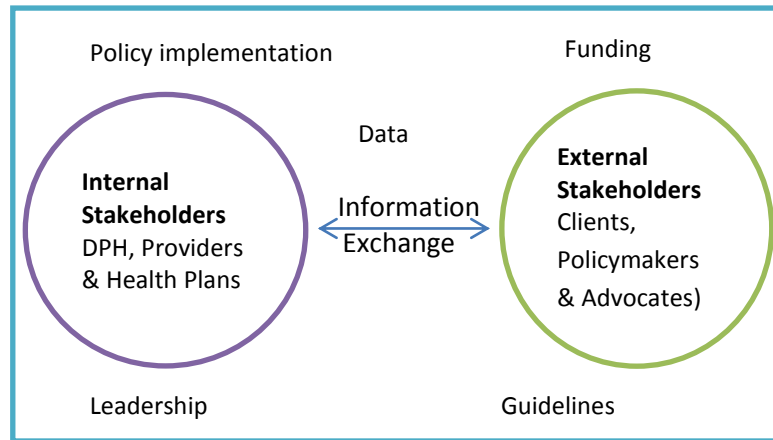 Policy implementation
Funding
Data
Internal
Stakeholders
DPH, Providers
& Health Plans
Information
Exchange
External
Stakeholders
Clients,
Policymakers
& Advocates)
Leadership
Guidelines